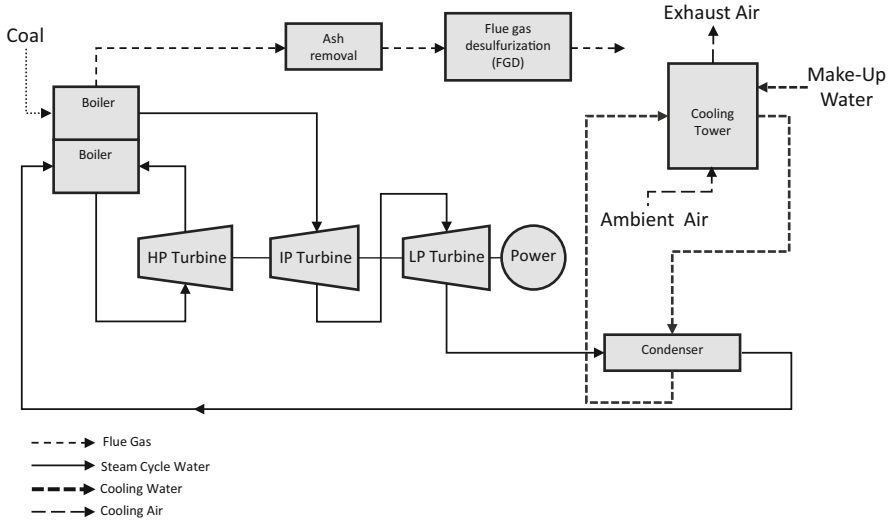 Exhaust Air
Coal
Ash
removal
Flue gas
desulfurization
(FGD)
Make-Up
Water
Boiler
Cooling
Tower
Boiler
Ambient Air
HP Turbine
IP Turbine
LP Turbine
Power
Condenser
Flue Gas
Steam Cycle Water
Cooling Water
Cooling Air